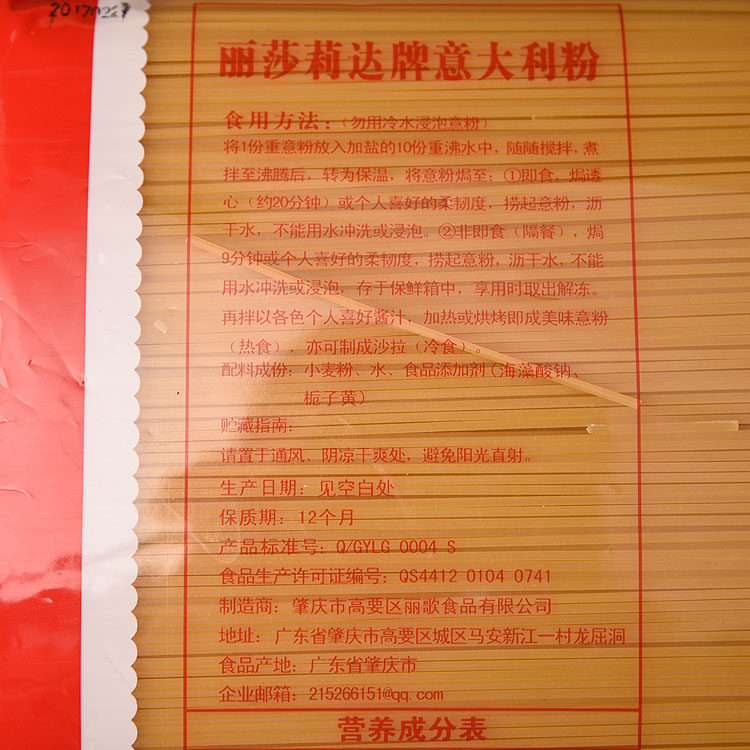 20170227
丽莎莉达牌意大利粉
食用方法：（勿用冷水浸泡意粉）
将1份重意粉放入加盐的10份重沸水中，随随搅拌，煮
拌至沸腾后，转为保温，将意粉焗至：①即食，焗透
心（约20分钟）或个人喜好的柔韧度，捞起意粉，沥
干水，不能用水冲洗或浸泡。②非即食（隔餐），焗
9分钟或个人喜好的柔韧度，捞起意粉，沥干水，不能
用水冲洗或浸泡，存于保鲜箱中，享用时取出解冻。
再拌以各色个人喜好酱汁，加热或烘烤即成美味意粉
（热食），亦可制成沙拉（冷食）。
配料成份：小麦粉、水、食品添加剂（海藻酸钠、
栀子黄）
贮藏指南：
请置于通风、阴凉干爽处，避免阳光直射。
生产日期：见空白处
保质期：12个月
产品标准号：Q/GYLG 0004 S
食品生产许可证编号：QS4412 0104 0741
制造商：肇庆市高要区丽歌食品有限公司
地址：广东省肇庆市高要区城区马安新江一村龙屈洞
食品产地：广东省肇庆市
企业邮箱：215266151@qq.com
营养成分表